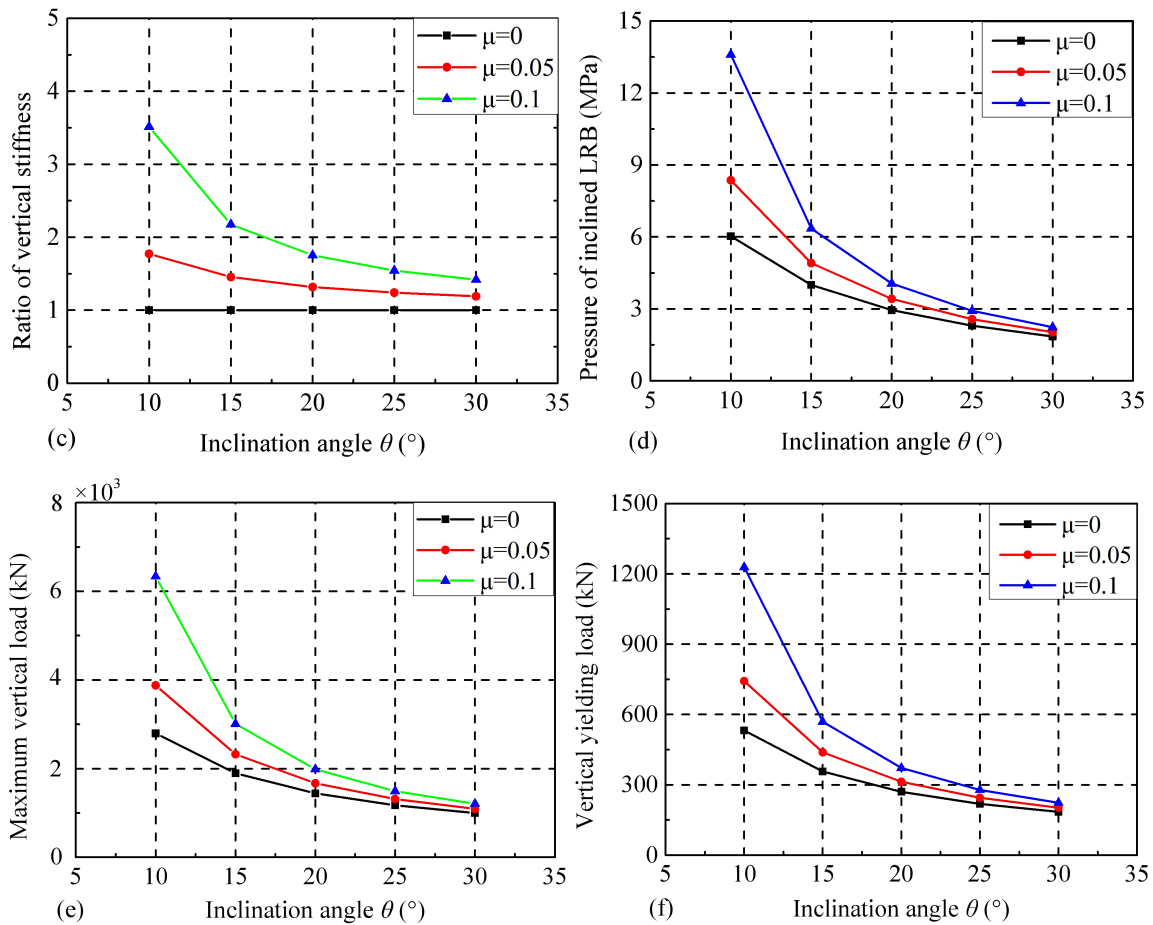 5
4
3
2
1
0
Ratio of vertical stiffness
μ=0
μ=0.05
μ=0.1
5 10 15 20 25 30 35
(c) Inclination angle θ (°)
15
12
9
6
3
0
Pressure of inclined LRB (MPa)
μ=0
μ=0.05
μ=0.1
5 10 15 20 25 30 35
(d) Inclination angle θ (°)
×10³
8
6
4
2
0
Maximum vertical load (kN)
μ=0
μ=0.05
μ=0.1
5 10 15 20 25 30 35
(e) Inclination angle θ (°)
1500
1200
900
600
300
0
Vertical yielding load (kN)
μ=0
μ=0.05
μ=0.1
5 10 15 20 25 30 35
(f) Inclination angle θ (°)